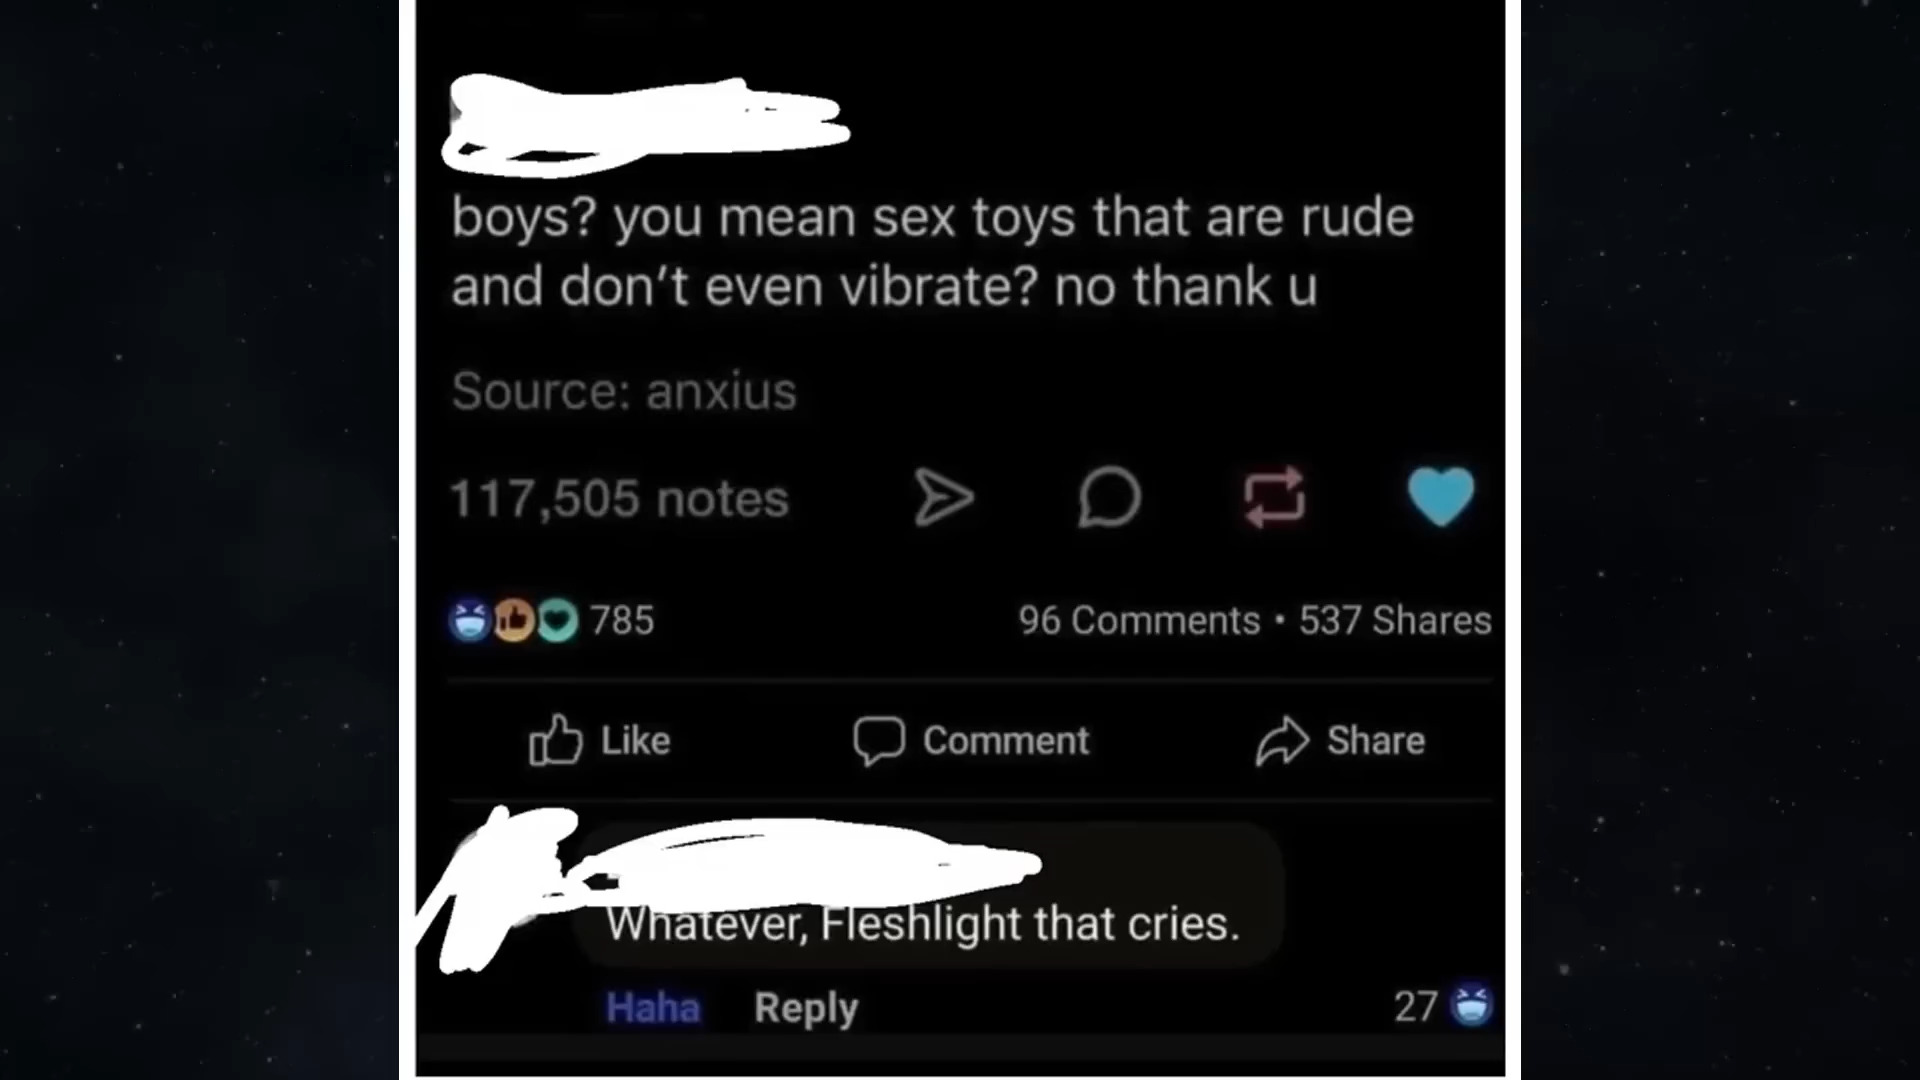 boys? you mean sex toys that are rude
and don't even vibrate? no thank u
Source: anxius
117,505 notes
785 96 Comments • 537 Shares
Like Comment Share
Whatever, Fleshlight that cries.
Haha Reply 27